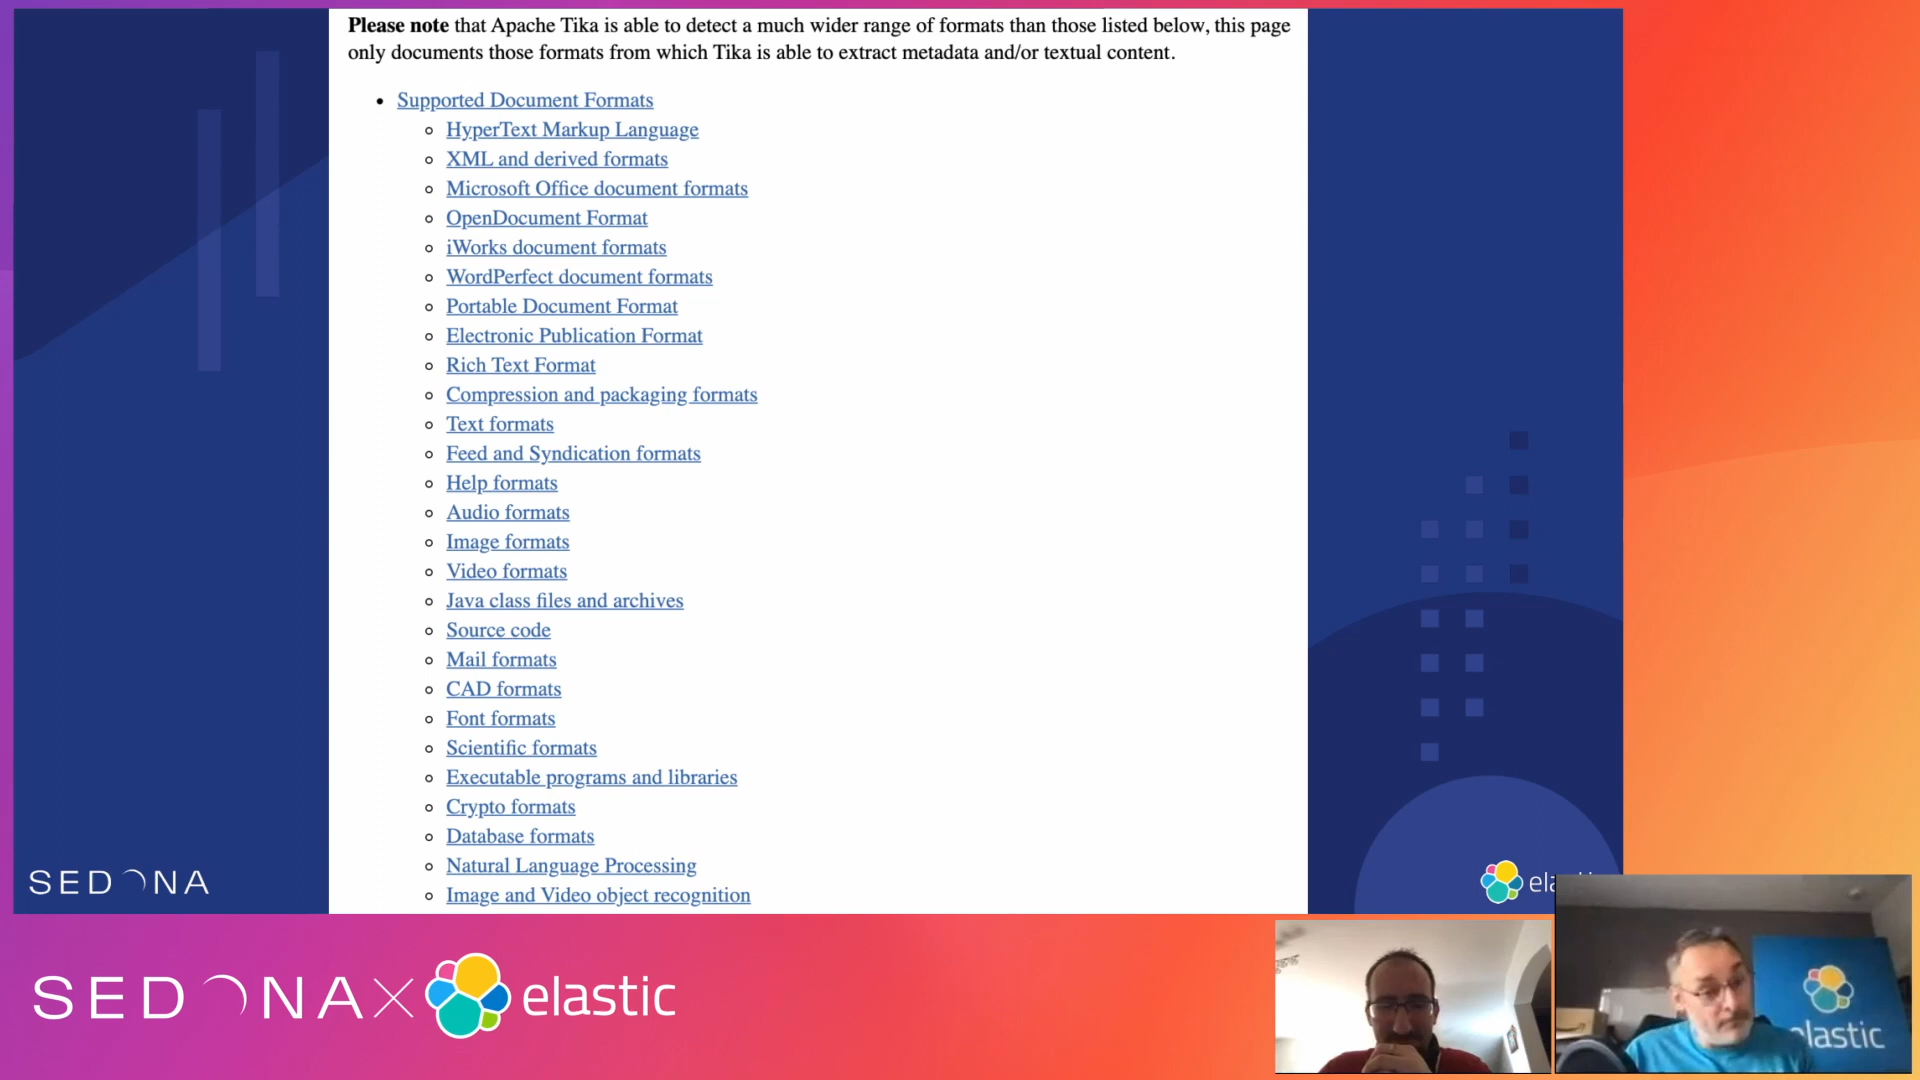 Please note that Apache Tika is able to detect a much wider range of formats than those listed below, this page
only documents those formats from which Tika is able to extract metadata and/or textual content.
Supported Document Formats
HyperText Markup Language
XML and derived formats
Microsoft Office document formats
OpenDocument Format
iWorks document formats
WordPerfect document formats
Portable Document Format
Electronic Publication Format
Rich Text Format
Compression and packaging formats
Text formats
Feed and Syndication formats
Help formats
Audio formats
Image formats
Video formats
Java class files and archives
Source code
Mail formats
CAD formats
Font formats
Scientific formats
Executable programs and libraries
Crypto formats
Database formats
Natural Language Processing
Image and Video object recognition
SEDONA
SEDONA X elastic
elastic